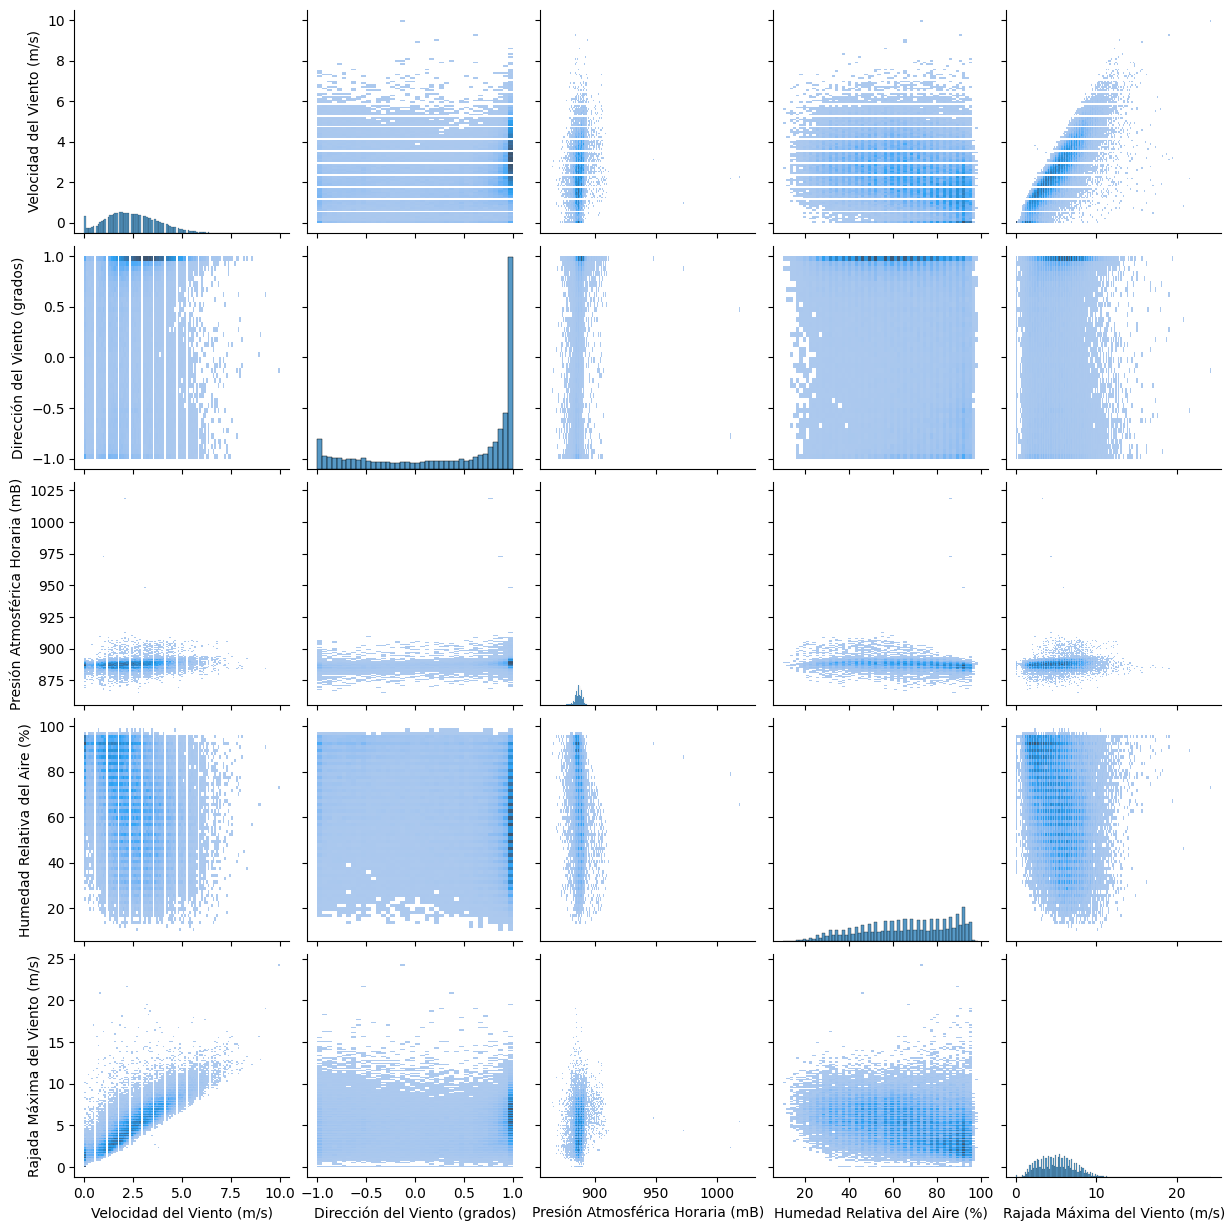 Velocidad del Viento (m/s)
10
8
6
4
2
0
Dirección del Viento (grados)
1.0
0.5
0.0
−0.5
−1.0
Presión Atmosférica Horaria (mB)
1025
1000
975
950
925
900
875
Humedad Relativa del Aire (%)
100
80
60
40
20
Rajada Máxima del Viento (m/s)
25
20
15
10
5
0
0.0 2.5 5.0 7.5 10.0
−1.0 −0.5 0.0 0.5 1.0
900 950 1000
20 40 60 80 100
0 10 20
Velocidad del Viento (m/s)
Dirección del Viento (grados)
Presión Atmosférica Horaria (mB)
Humedad Relativa del Aire (%)
Rajada Máxima del Viento (m/s)